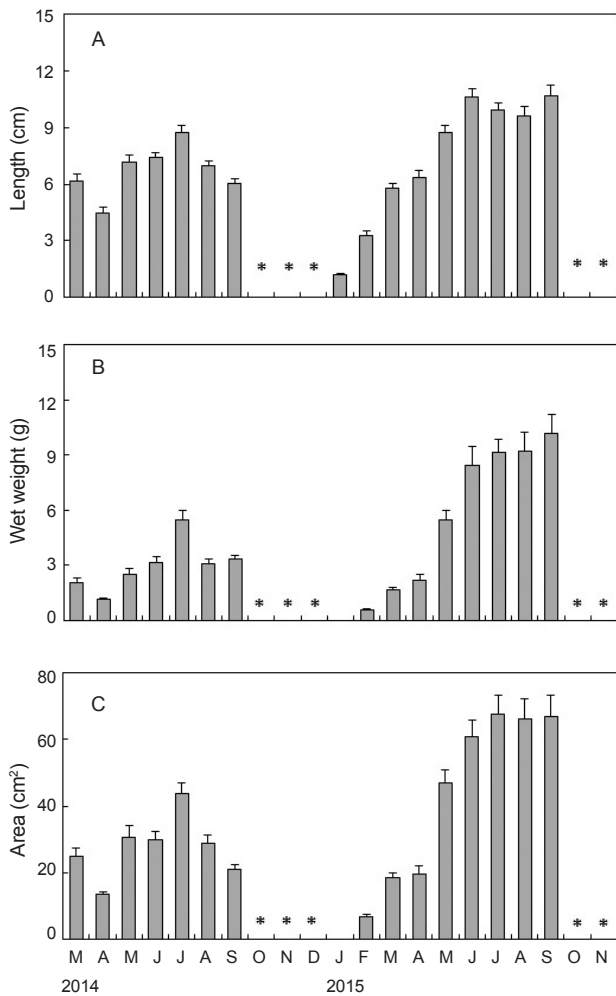 15
12
9
6
3
0
Length (cm)
A
* * * * *
15
12
9
6
3
0
Wet weight (g)
B
* * * * *
80
60
40
20
0
Area (cm²)
C
* * * * *
M A M J J A S O N D J F M A M J J A S O N
2014 2015